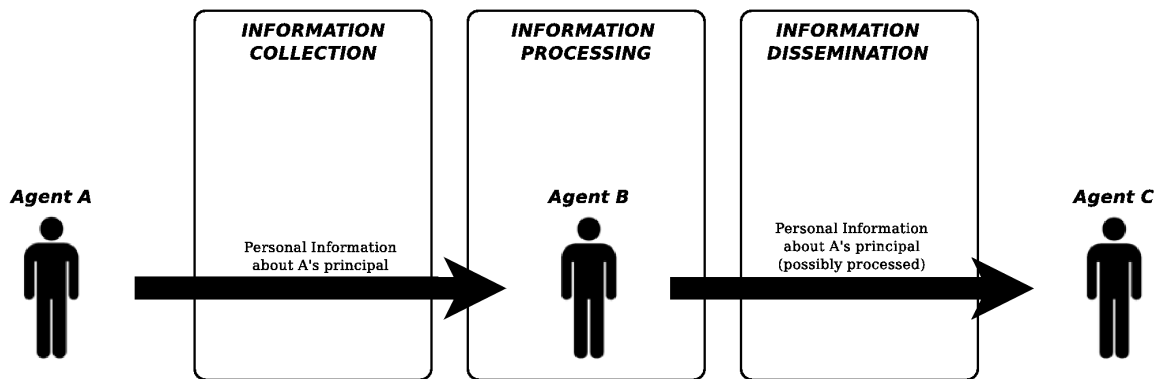 INFORMATION
COLLECTION
INFORMATION
PROCESSING
INFORMATION
DISSEMINATION
Agent A
Personal Information
about A's principal
Agent B
Personal Information
about A's principal
(possibly processed)
Agent C